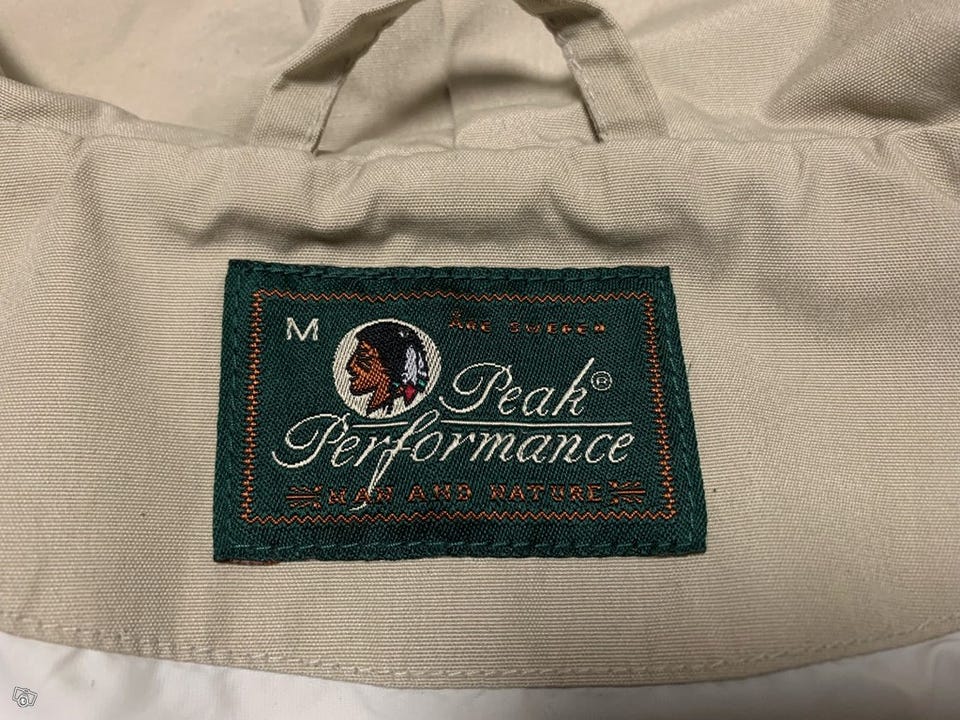 M
ÅRE SWEDEN
Peak®
Performance
MAN AND NATURE